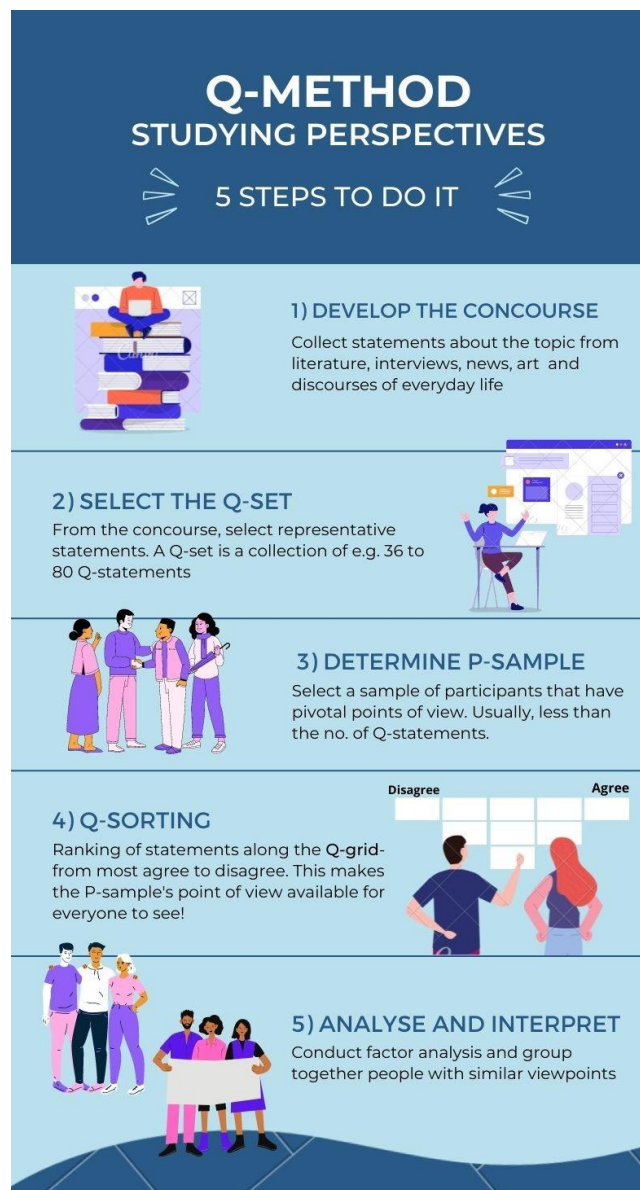 Q-METHOD
STUDYING PERSPECTIVES
5 STEPS TO DO IT
1) DEVELOP THE CONCOURSE
Collect statements about the topic from
literature, interviews, news, art and
discourses of everyday life
2) SELECT THE Q-SET
From the concourse, select representative
statements. A Q-set is a collection of e.g. 36 to
80 Q-statements
3) DETERMINE P-SAMPLE
Select a sample of participants that have
pivotal points of view. Usually, less than
the no. of Q-statements.
Disagree Agree
4) Q-SORTING
Ranking of statements along the Q-grid-
from most agree to disagree. This makes
the P-sample's point of view available for
everyone to see!
5) ANALYSE AND INTERPRET
Conduct factor analysis and group
together people with similar viewpoints